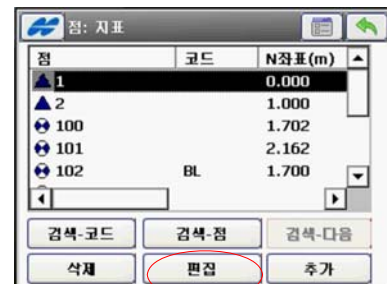 점: 지표
점 코드 N좌표(m)
1 0.000
2 1.000
100 1.702
101 2.162
102 BL 1.700
검색-코드 검색-점 검색-다음
삭제 편집 추가